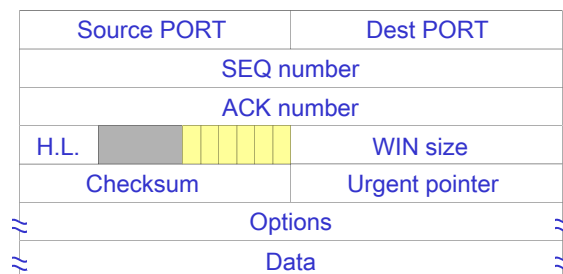 Source PORT Dest PORT
SEQ number
ACK number
H.L. WIN size
Checksum Urgent pointer
Options
Data